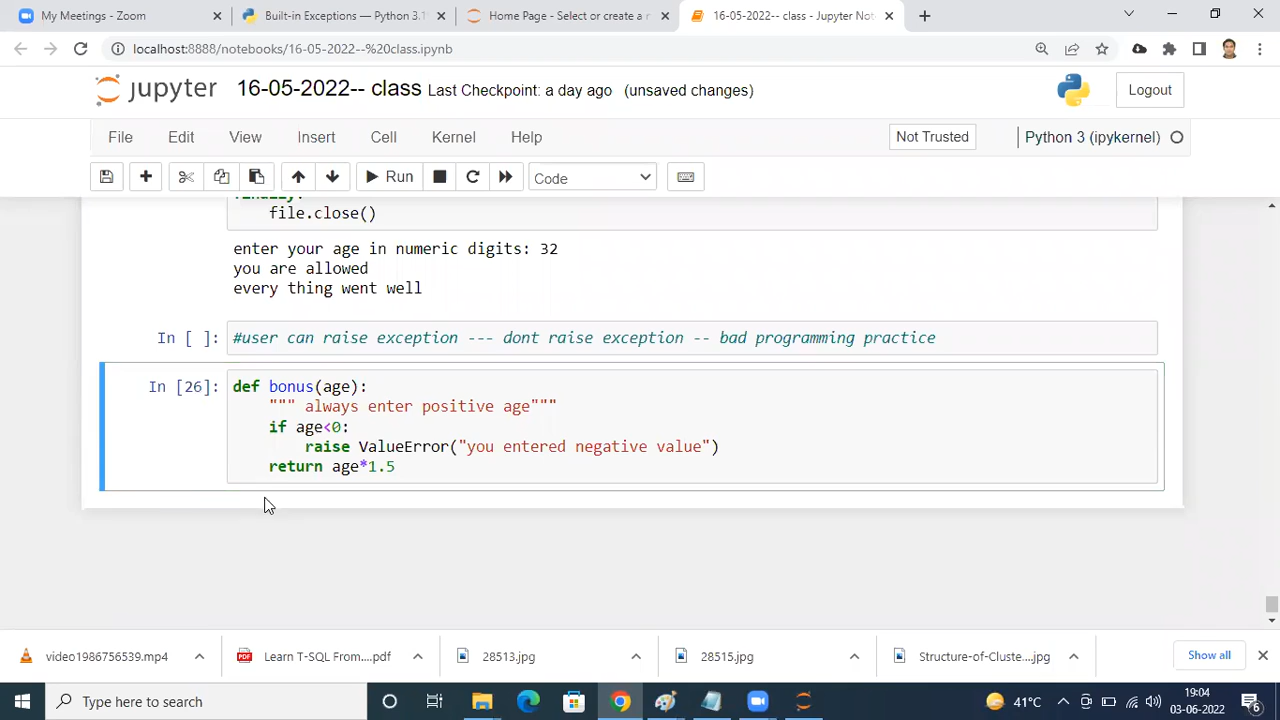 My Meetings - Zoom
Built-in Exceptions — Python 3.1
Home Page - Select or create a n
16-05-2022-- class - Jupyter Not
localhost:8888/notebooks/16-05-2022--%20class.ipynb
jupyter 16-05-2022-- class Last Checkpoint: a day ago (unsaved changes)
Logout
File Edit View Insert Cell Kernel Help
Not Trusted
Python 3 (ipykernel)
Run
Code
finally:
file.close()
enter your age in numeric digits: 32
you are allowed
every thing went well
In [ ]: #user can raise exception --- dont raise exception -- bad programming practice
In [26]: def bonus(age):
""" always enter positive age"""
if age<0:
raise ValueError("you entered negative value")
return age*1.5
video1986756539.mp4
Learn T-SQL From....pdf
28513.jpg
28515.jpg
Structure-of-Cluste....jpg
Show all
Type here to search
41°C
19:04
03-06-2022
6